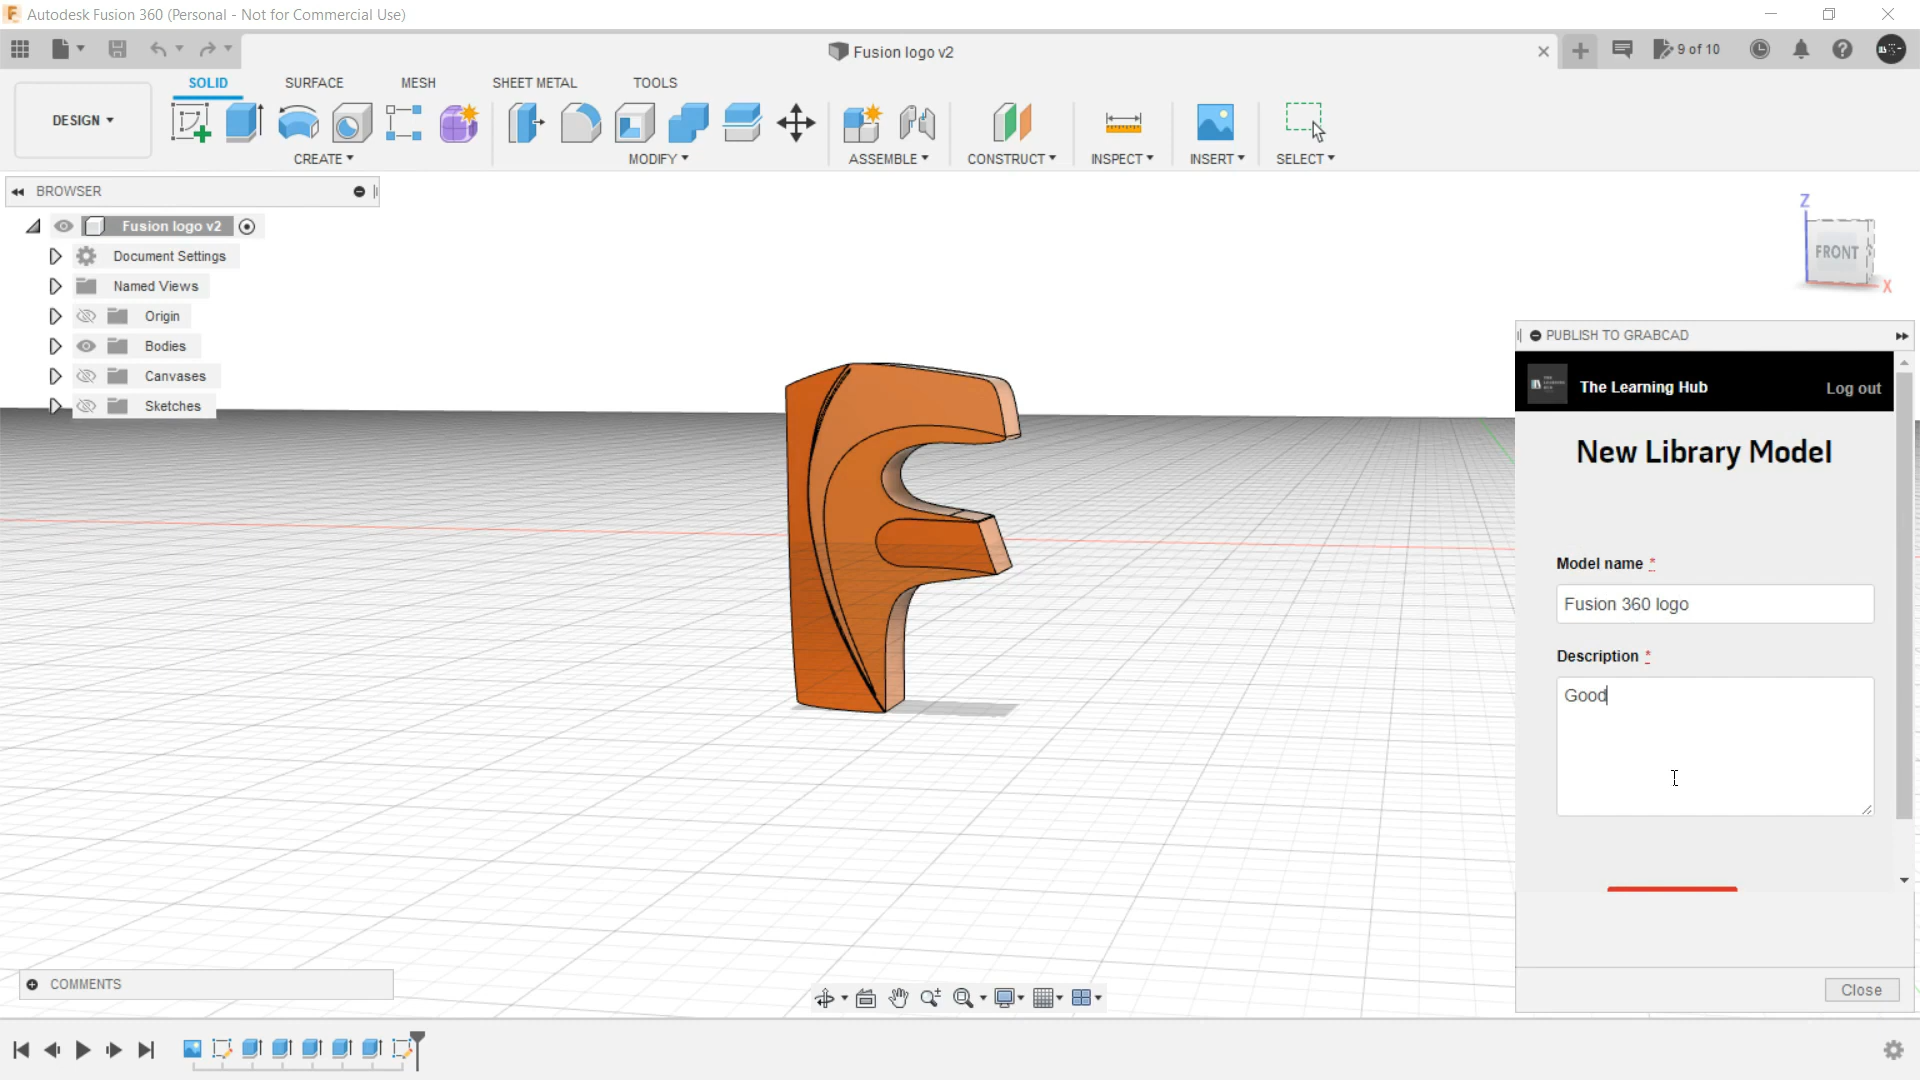 Autodesk Fusion 360 (Personal - Not for Commercial Use)
Fusion logo v2
9 of 10
DESIGN
SOLID
SURFACE
MESH
SHEET METAL
TOOLS
CREATE
MODIFY
ASSEMBLE
CONSTRUCT
INSPECT
INSERT
SELECT
BROWSER
Fusion logo v2
Document Settings
Named Views
Origin
Bodies
Canvases
Sketches
Z
FRONT
X
PUBLISH TO GRABCAD
The Learning Hub
Log out
New Library Model
Model name *
Fusion 360 logo
Description *
Good
Close
COMMENTS